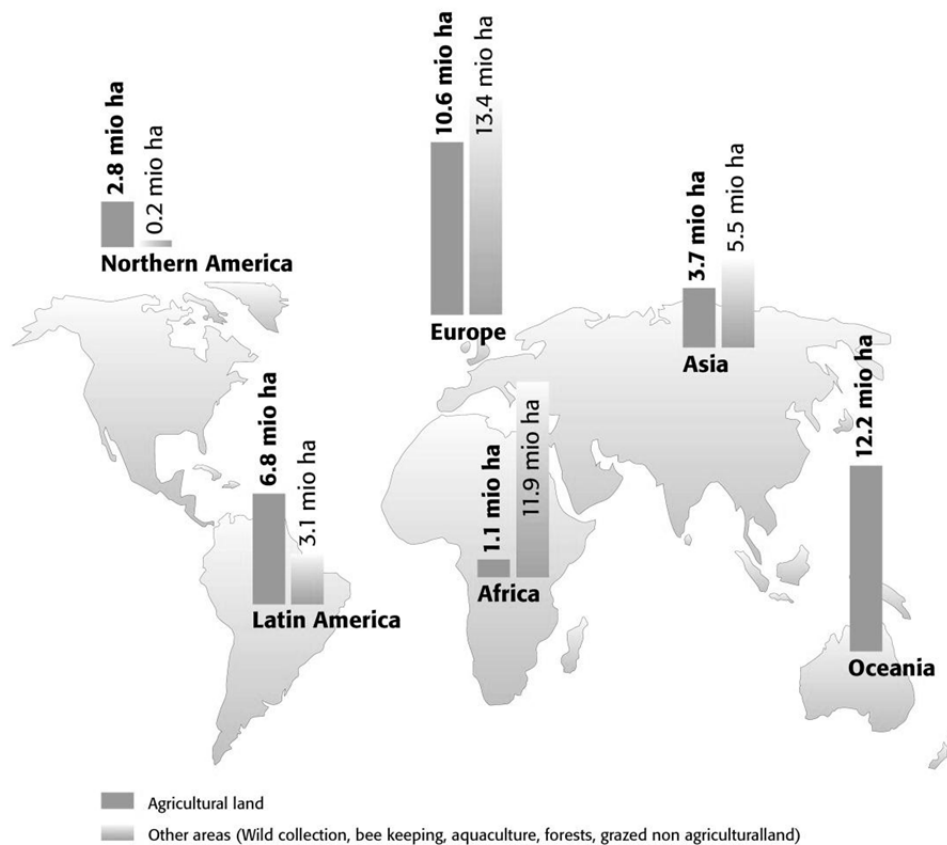 2.8 mio ha
0.2 mio ha
Northern America
10.6 mio ha
13.4 mio ha
Europe
3.7 mio ha
5.5 mio ha
Asia
6.8 mio ha
3.1 mio ha
Latin America
1.1 mio ha
11.9 mio ha
Africa
12.2 mio ha
Oceania
Agricultural land
Other areas (Wild collection, bee keeping, aquaculture, forests, grazed non agriculturalland)